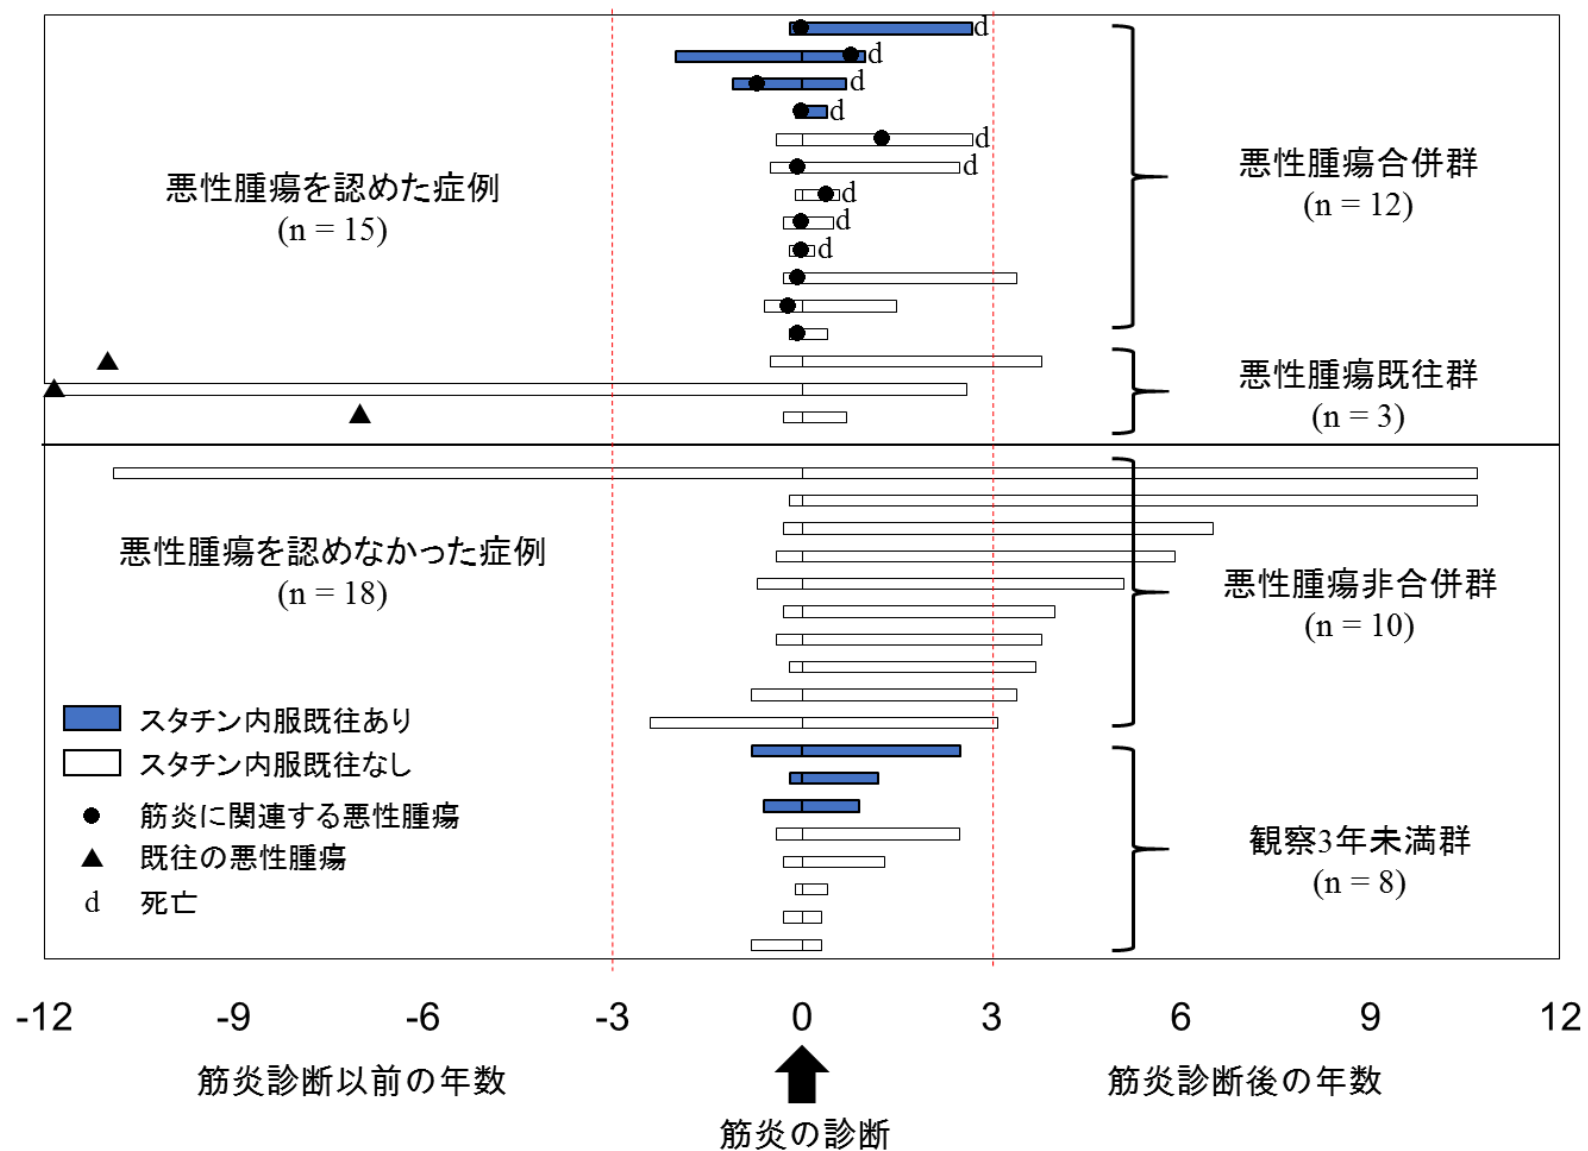 d
d
d
d
d
d
d
d
d
悪性腫瘍を認めた症例
(n = 15)
悪性腫瘍合併群
(n = 12)
悪性腫瘍既往群
(n = 3)
悪性腫瘍を認めなかった症例
(n = 18)
悪性腫瘍非合併群
(n = 10)
スタチン内服既往あり
スタチン内服既往なし
筋炎に関連する悪性腫瘍
既往の悪性腫瘍
d 死亡
観察3年未満群
(n = 8)
-12 -9 -6 -3 0 3 6 9 12
筋炎診断以前の年数
筋炎診断後の年数
筋炎の診断